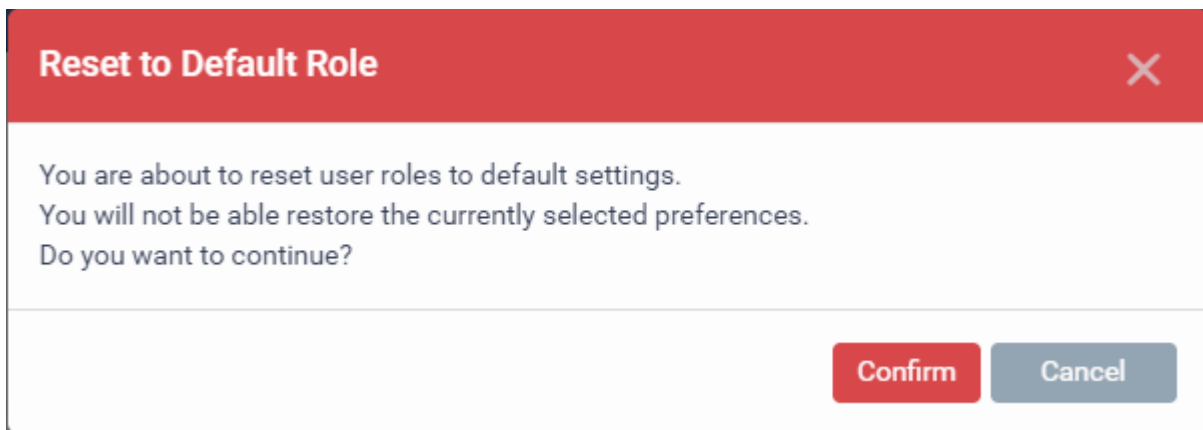 Reset to Default Role
You are about to reset user roles to default settings.
You will not be able restore the currently selected preferences.
Do you want to continue?
Confirm Cancel